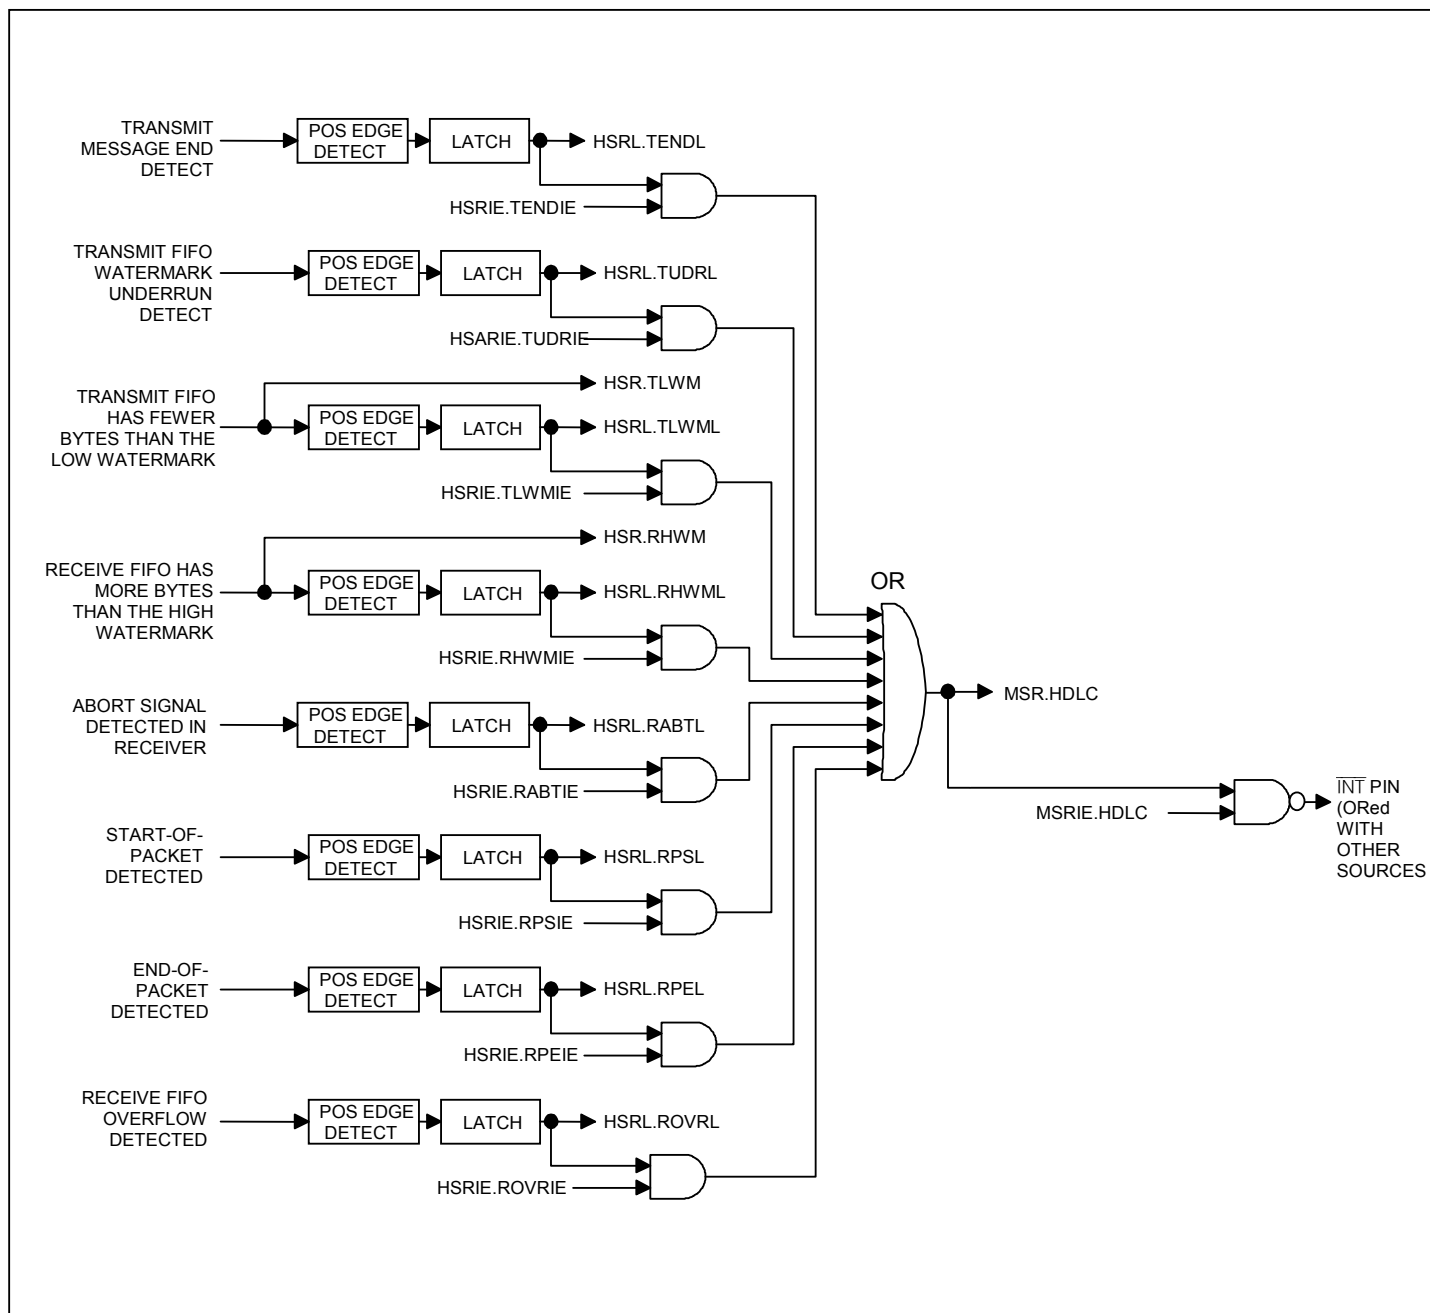 TRANSMIT
MESSAGE END
DETECT
POS EDGE
DETECT
LATCH
HSRL.TENDL
HSRIE.TENDIE
TRANSMIT FIFO
WATERMARK
UNDERRUN
DETECT
POS EDGE
DETECT
LATCH
HSRL.TUDRL
HSARIE.TUDRIE
HSR.TLWM
TRANSMIT FIFO
HAS FEWER
BYTES THAN THE
LOW WATERMARK
POS EDGE
DETECT
LATCH
HSRL.TLWML
HSRIE.TLWMIE
HSR.RHWM
RECEIVE FIFO HAS
MORE BYTES
THAN THE HIGH
WATERMARK
POS EDGE
DETECT
LATCH
HSRL.RHWML
HSRIE.RHWMIE
OR
MSR.HDLC
ABORT SIGNAL
DETECTED IN
RECEIVER
POS EDGE
DETECT
LATCH
HSRL.RABTL
HSRIE.RABTIE
MSRIE.HDLC
INT PIN
(ORed
WITH
OTHER
SOURCES
START-OF-
PACKET
DETECTED
POS EDGE
DETECT
LATCH
HSRL.RPSL
HSRIE.RPSIE
END-OF-
PACKET
DETECTED
POS EDGE
DETECT
LATCH
HSRL.RPEL
HSRIE.RPEIE
RECEIVE FIFO
OVERFLOW
DETECTED
POS EDGE
DETECT
LATCH
HSRL.ROVRL
HSRIE.ROVRIE